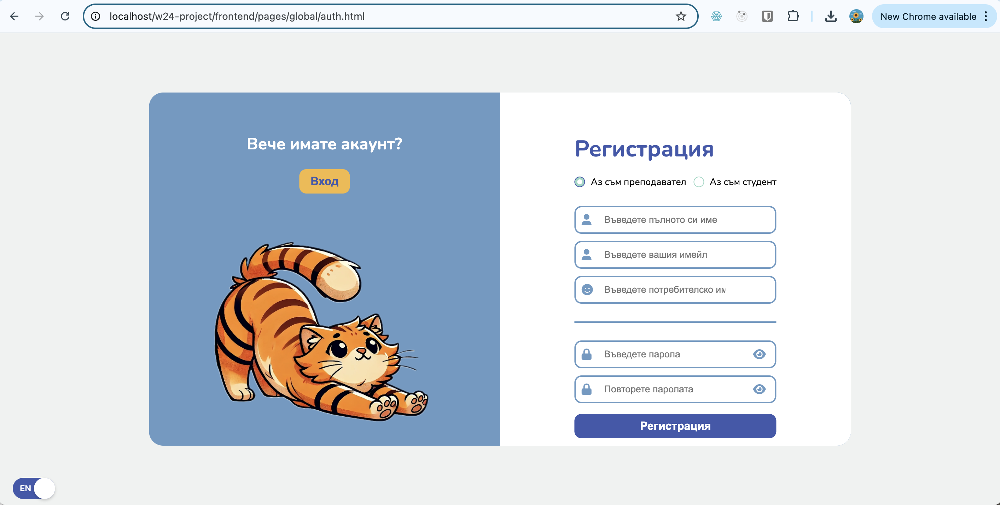 localhost/w24-project/frontend/pages/global/auth.html
New Chrome available
Вече имате акаунт?
Вход
Регистрация
Аз съм преподавател Аз съм студент
Въведете пълното си име
Въведете вашия имейл
Въведете потребителско им
Въведете парола
Повторете паролата
Регистрация
EN